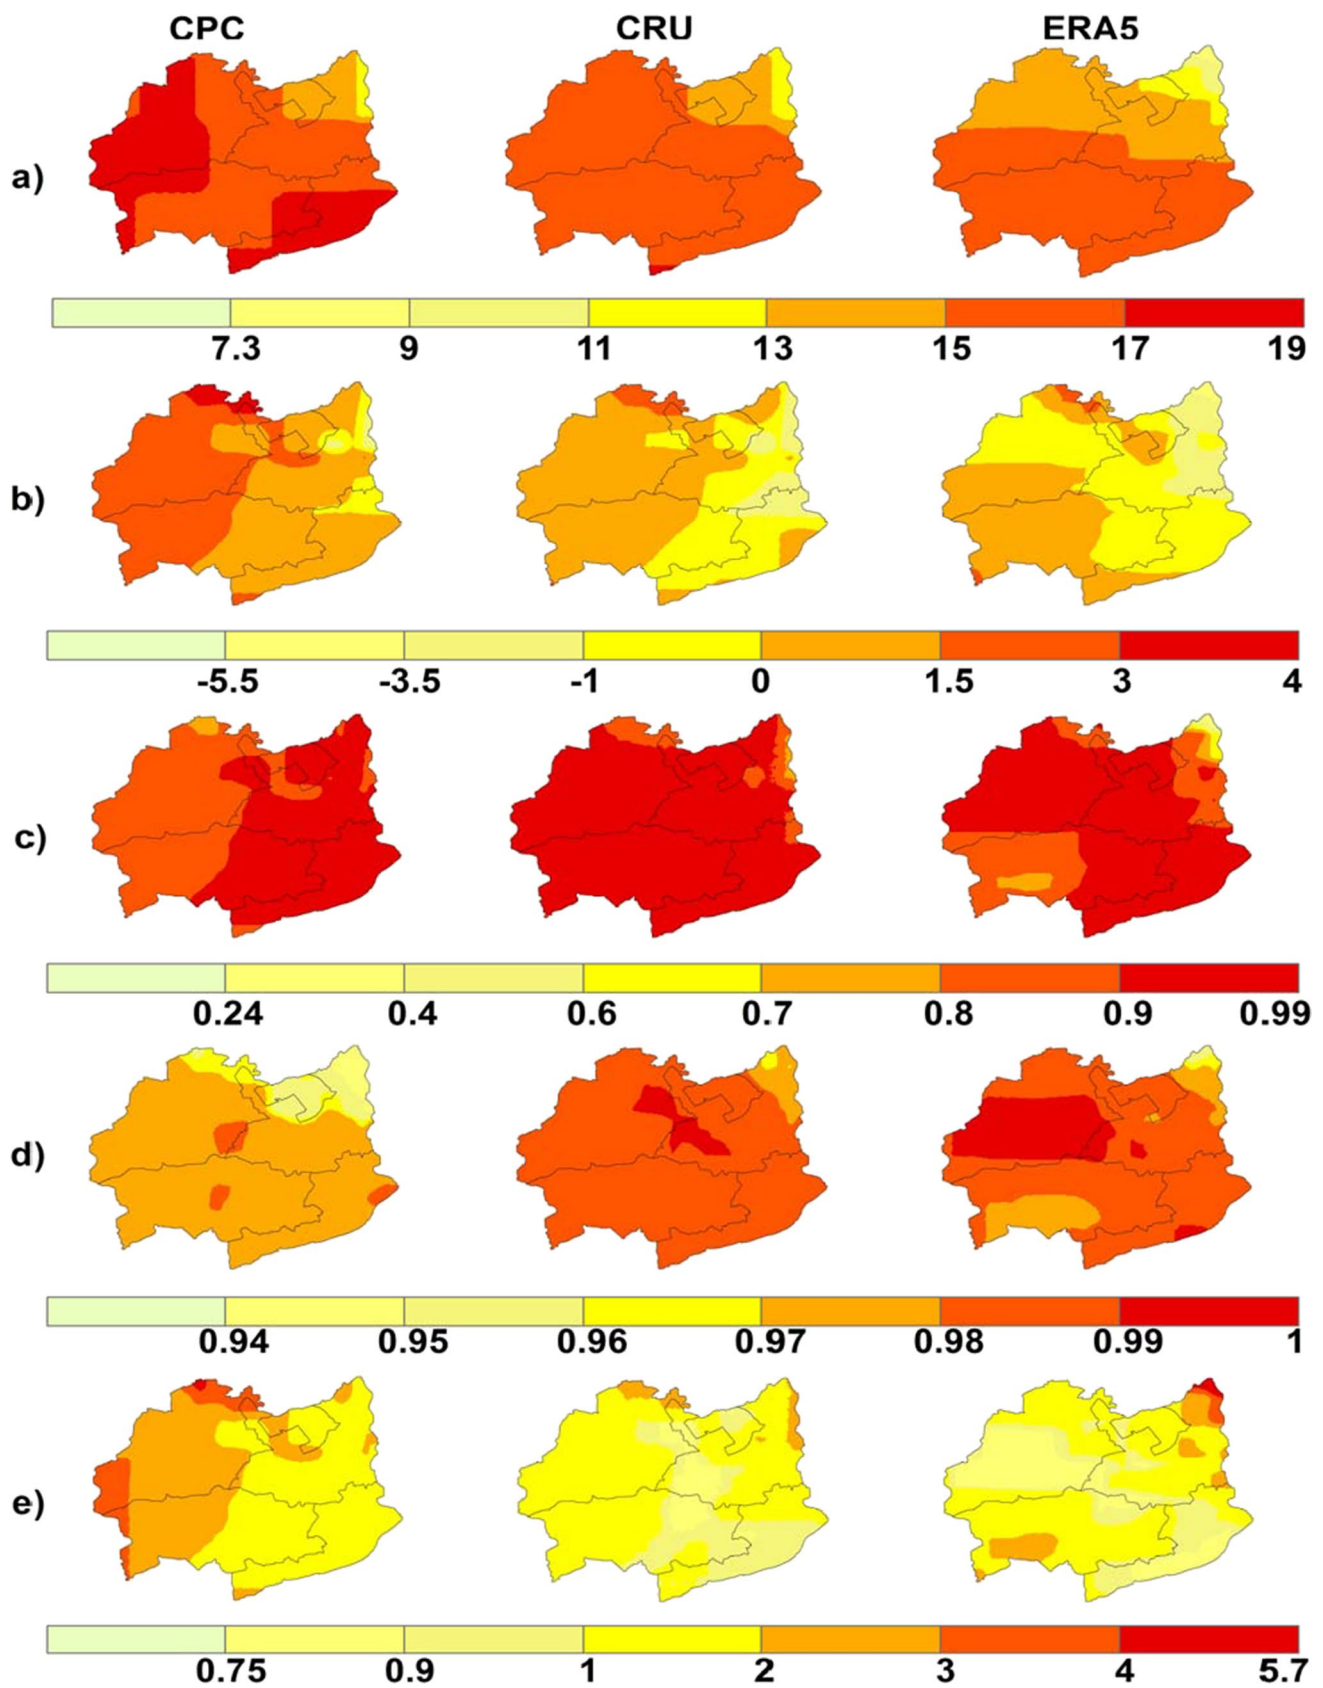 CPC CRU ERA5
a)
7.3 9 11 13 15 17 19
b)
-5.5 -3.5 -1 0 1.5 3 4
c)
0.24 0.4 0.6 0.7 0.8 0.9 0.99
d)
0.94 0.95 0.96 0.97 0.98 0.99 1
e)
0.75 0.9 1 2 3 4 5.7